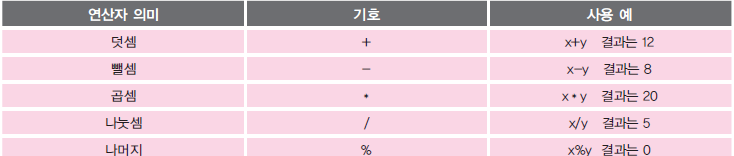 연산자 의미 기호 사용 예
덧셈 + x+y 결과는 12
뺄셈 - x-y 결과는 8
곱셈 * x * y 결과는 20
나눗셈 / x/y 결과는 5
나머지 % x%y 결과는 0